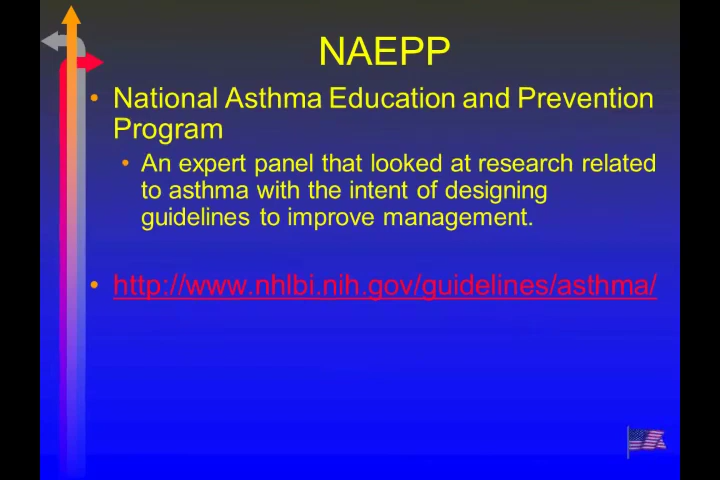 NAEPP
• National Asthma Education and Prevention
Program
• An expert panel that looked at research related
to asthma with the intent of designing
guidelines to improve management.
• http://www.nhlbi.nih.gov/guidelines/asthma/